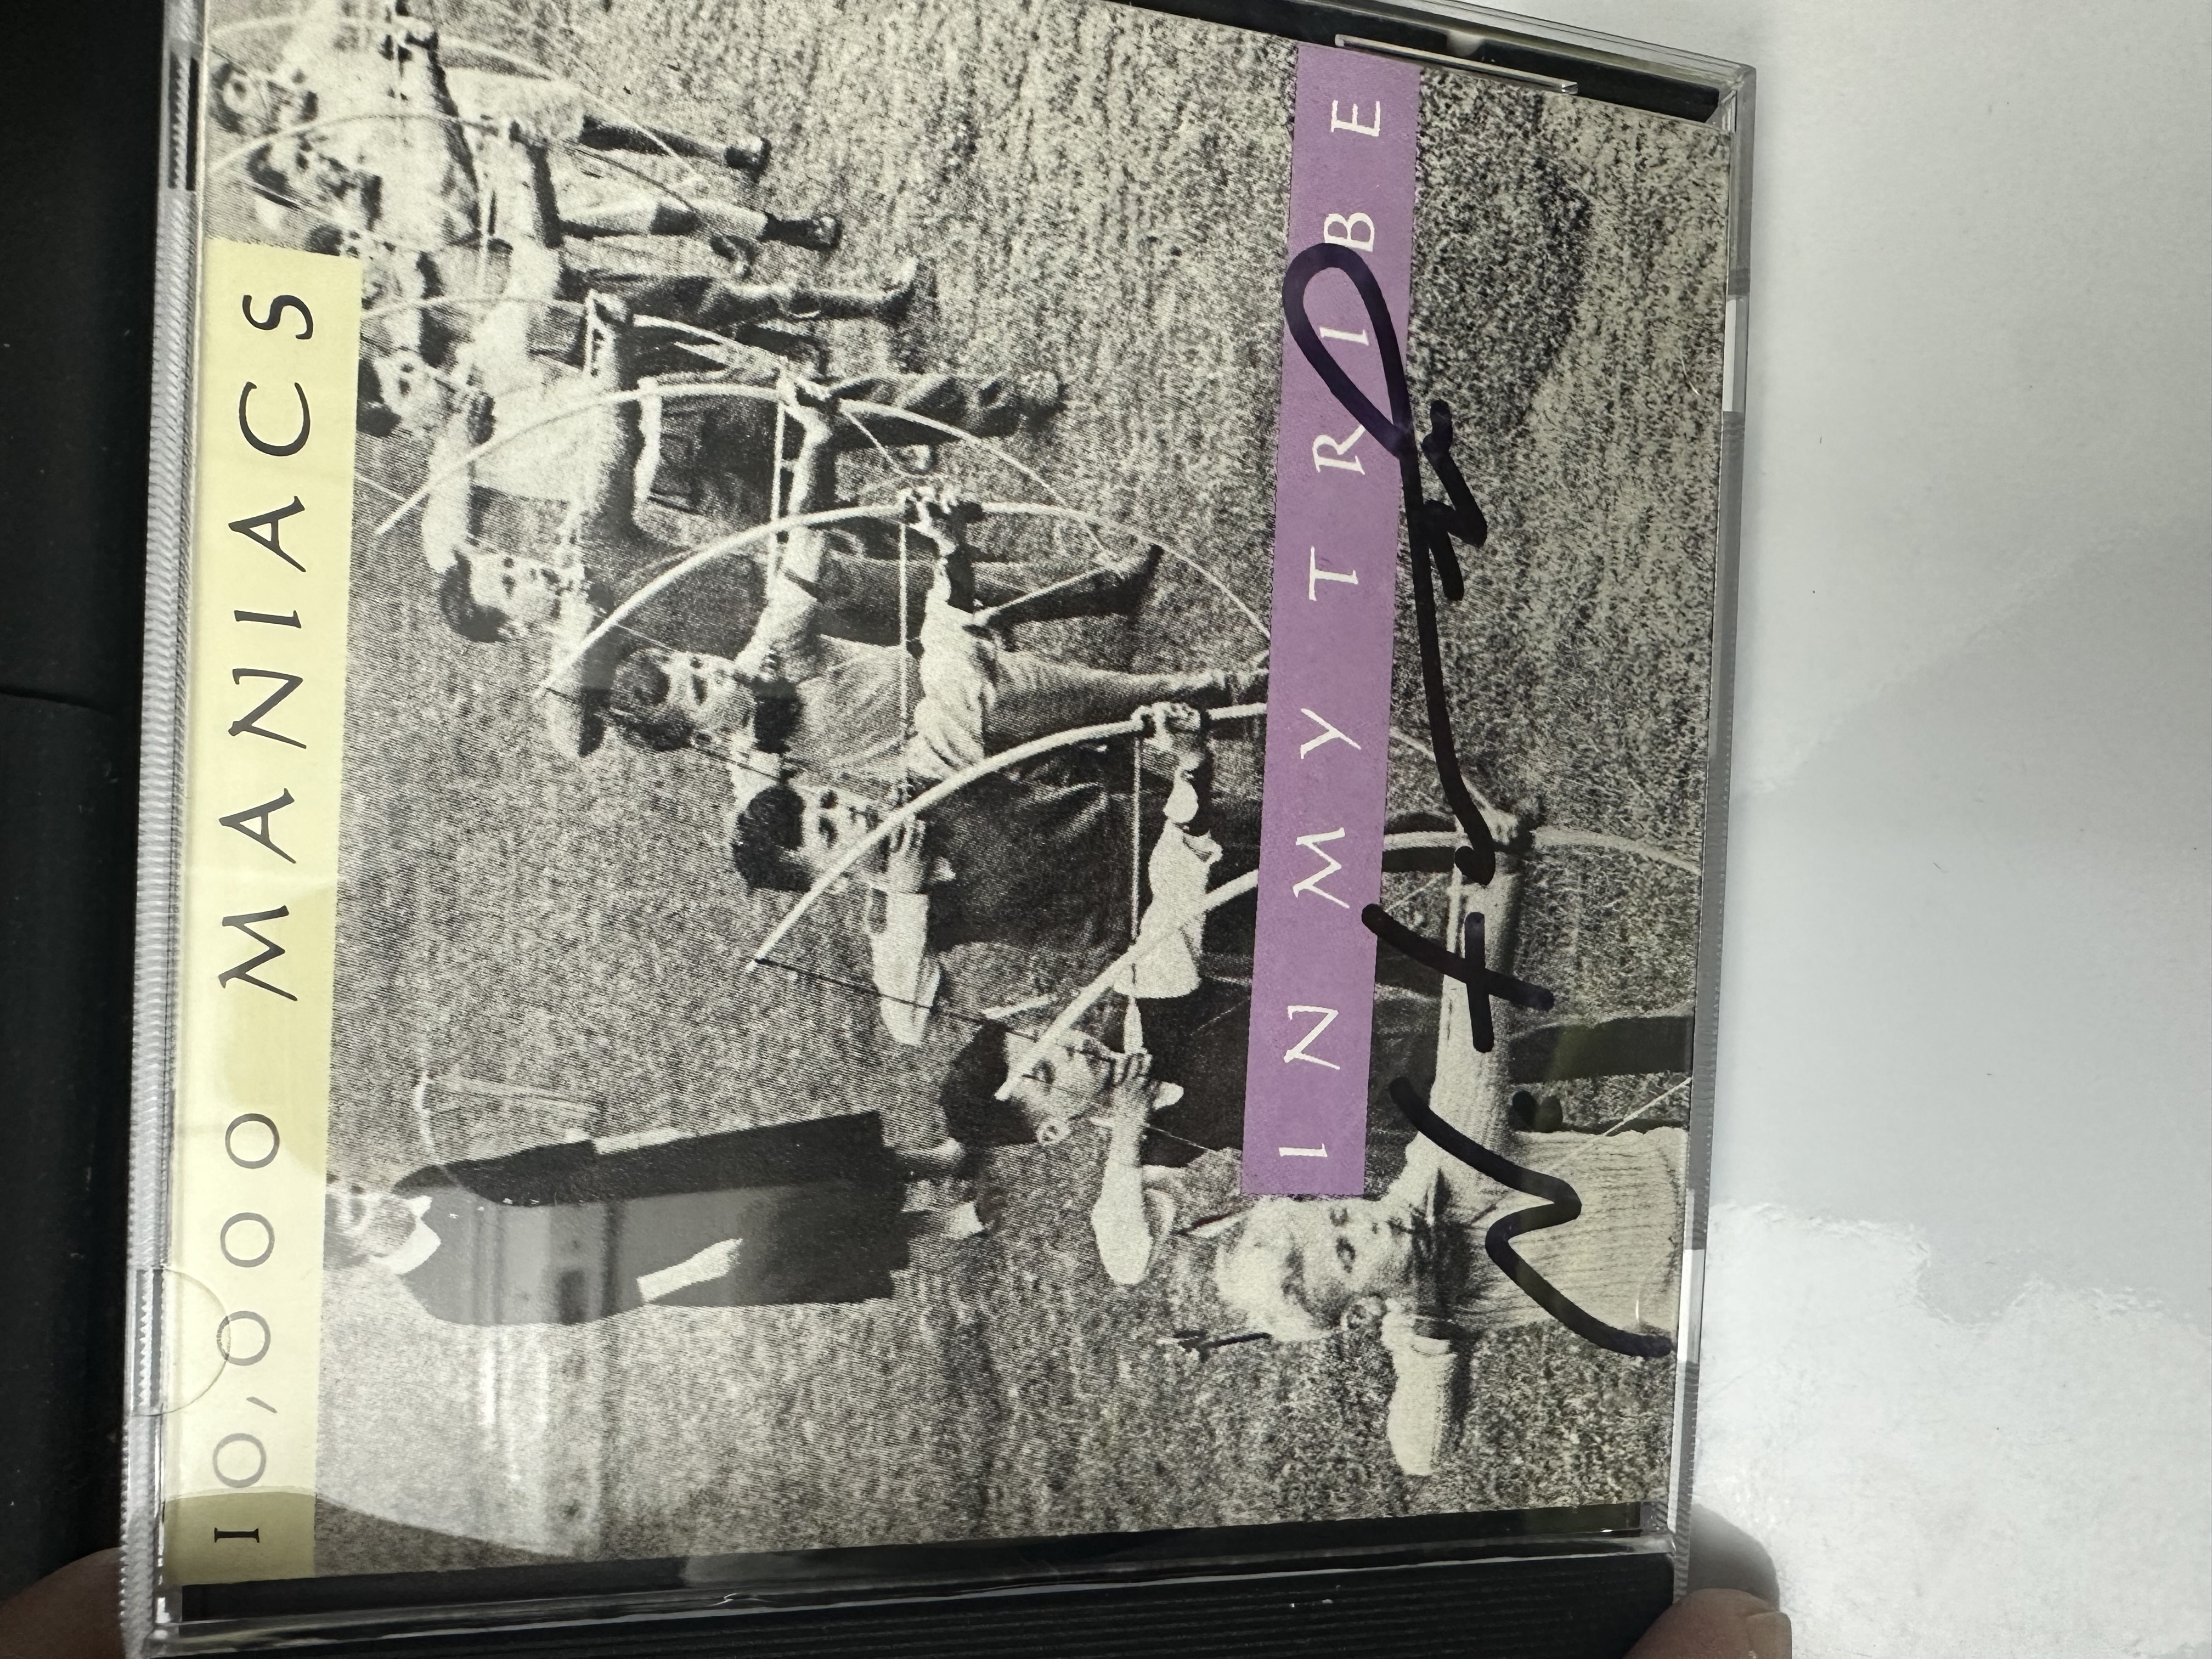 10,000 MANIACS
IN MY TRIBE